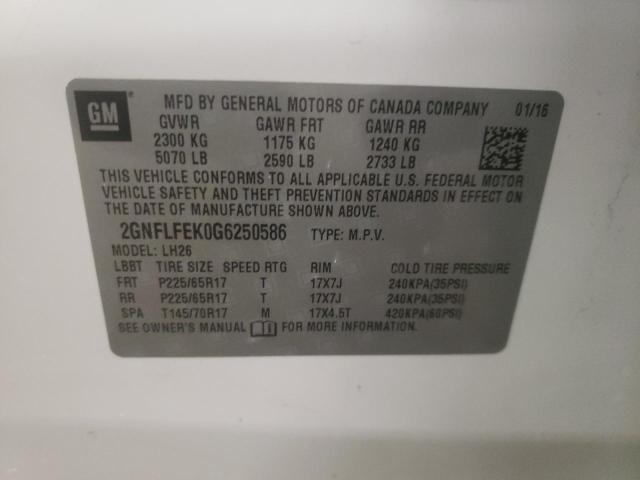 GM
MFD BY GENERAL MOTORS OF CANADA COMPANY 01/16
GVWR GAWR FRT GAWR RR
2300 KG 1175 KG 1240 KG
5070 LB 2590 LB 2733 LB
THIS VEHICLE CONFORMS TO ALL APPLICABLE U.S. FEDERAL MOTOR
VEHICLE SAFETY AND THEFT PREVENTION STANDARDS IN EFFECT ON
THE DATE OF MANUFACTURE SHOWN ABOVE.
2GNFLFEK0G6250586 TYPE: M.P.V.
MODEL: LH26
LBBT TIRE SIZE SPEED RTG RIM COLD TIRE PRESSURE
FRT P225/65R17 T 17X7J 240KPA(35PSI)
RR P225/65R17 T 17X7J 240KPA(35PSI)
SPA T145/70R17 M 17X4.5T 420KPA(60PSI)
SEE OWNER'S MANUAL FOR MORE INFORMATION.